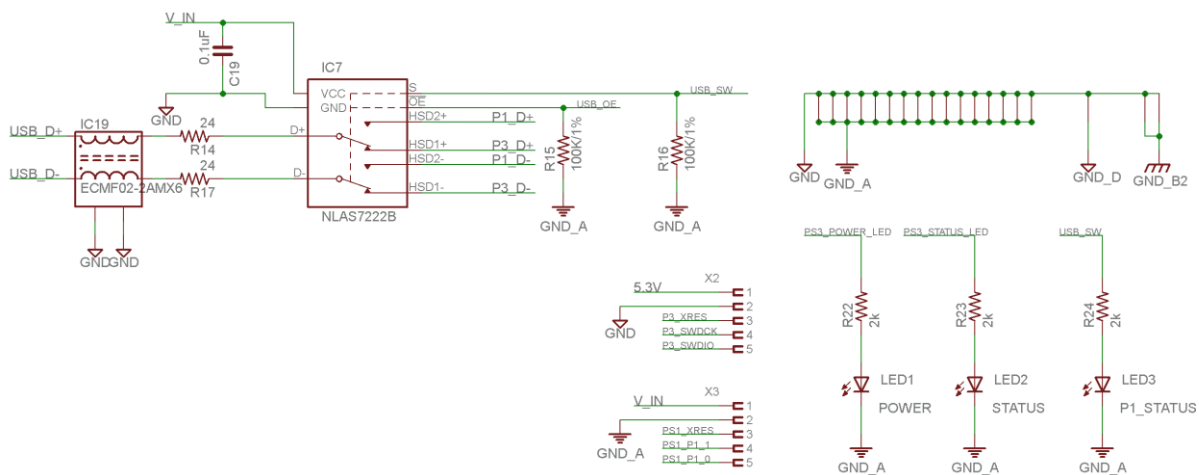 V_IN
0.1uF
C19
GND
IC7
VCC
GND
S
OE
USB_SW
USB_OE
HSD2+
P1_D+
HSD1+
P3_D+
HSD2-
P1_D-
HSD1-
P3_D-
D+
D-
NLAS7222B
USB_D+
USB_D-
IC19
ECMF02-2AMX6
24
R14
24
R17
GND
GND
R15
100K/1%
GND_A
R16
100K/1%
GND_A
GND
GND_A
GND_D
GND_B2
X2
5.3V
1
GND
2
P3_XRES
3
P3_SWDCK
4
P3_SWDIO
5
X3
V_IN
1
GND_A
2
PS1_XRES
3
PS1_P1_1
4
PS1_P1_0
5
PS3_POWER_LED
R22
2k
LED1
POWER
GND_A
PS3_STATUS_LED
R23
2k
LED2
STATUS
GND_A
USB_SW
R24
2k
LED3
P1_STATUS
GND_A